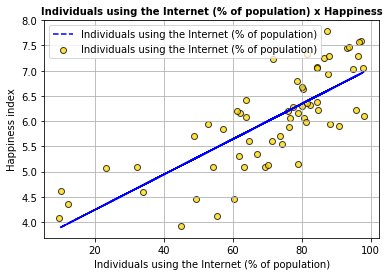 Individuals using the Internet (% of population) x Happiness
Individuals using the Internet (% of population)
Individuals using the Internet (% of population)
8.0
7.5
7.0
6.5
6.0
5.5
5.0
4.5
4.0
Happiness index
20
40
60
80
100
Individuals using the Internet (% of population)